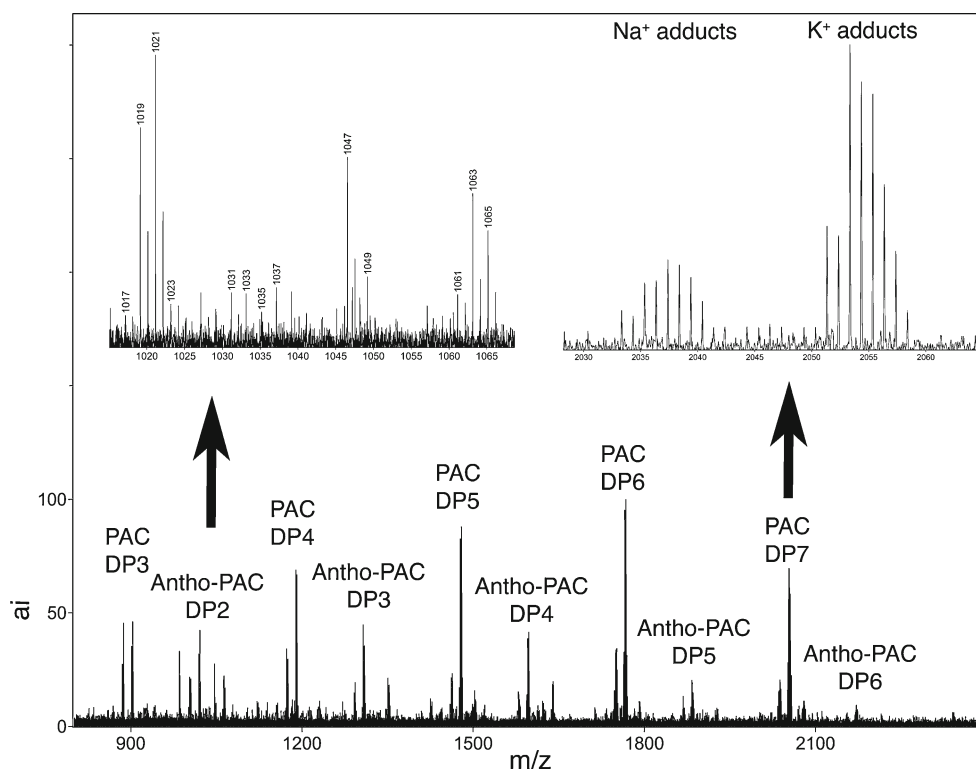 Na⁺ adducts
K⁺ adducts
1017
1019
1021
1023
1031
1033
1035
1037
1047
1049
1061
1063
1065
1020 1025 1030 1035 1040 1045 1050 1055 1060 1065
2030 2035 2040 2045 2050 2055 2060
PAC
DP3
Antho-PAC
DP2
PAC
DP4
Antho-PAC
DP3
PAC
DP5
Antho-PAC
DP4
PAC
DP6
Antho-PAC
DP5
PAC
DP7
Antho-PAC
DP6
100
50
0
ai
900 1200 1500 1800 2100
m/z